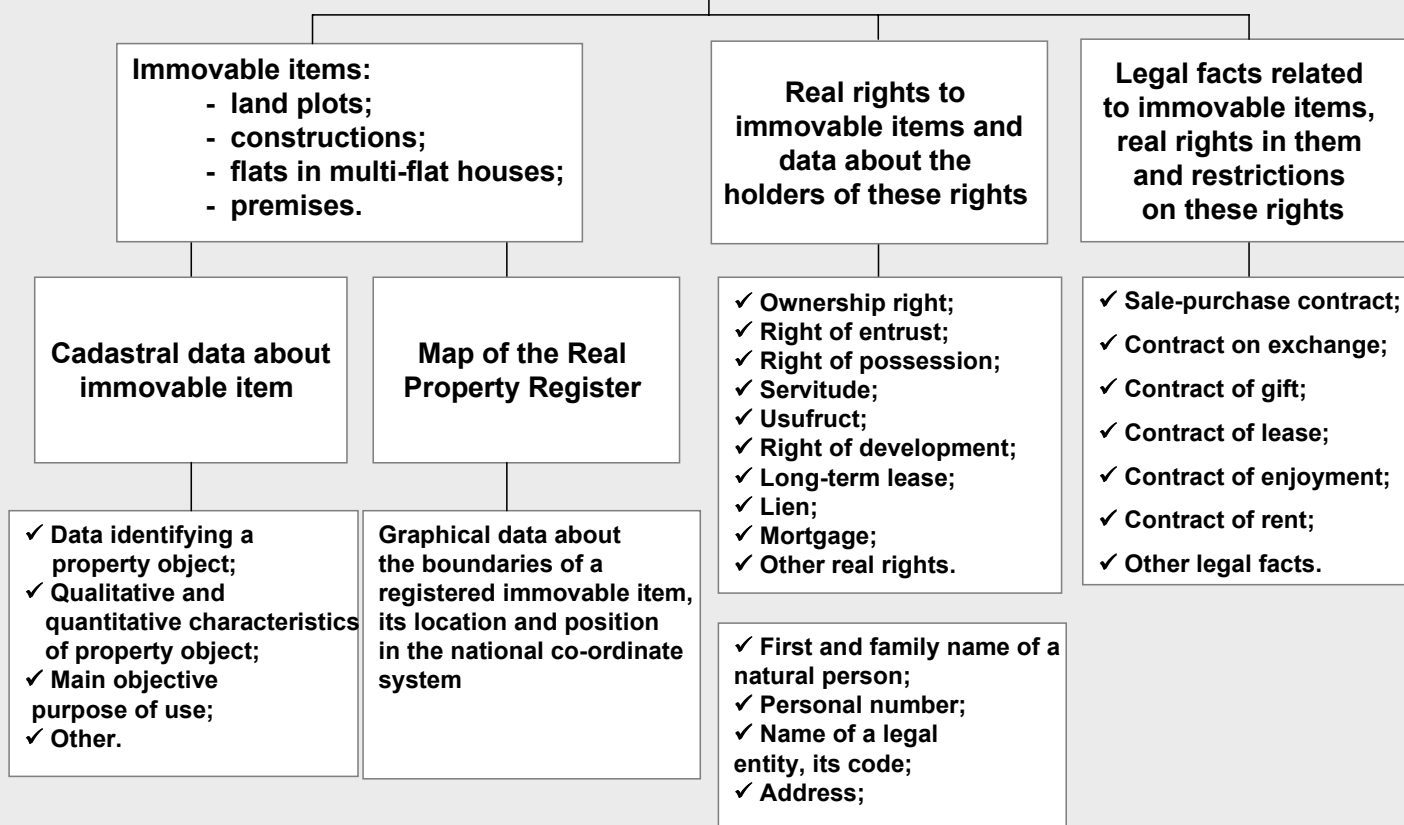 Immovable items:
- land plots;
- constructions;
- flats in multi-flat houses;
- premises.
Real rights to
immovable items and
data about the
holders of these rights
Legal facts related
to immovable items,
real rights in them
and restrictions
on these rights
Cadastral data about
immovable item
Map of the Real
Property Register
✓ Ownership right;
✓ Right of entrust;
✓ Right of possession;
✓ Servitude;
✓ Usufruct;
✓ Right of development;
✓ Long-term lease;
✓ Lien;
✓ Mortgage;
✓ Other real rights.
✓ Sale-purchase contract;
✓ Contract on exchange;
✓ Contract of gift;
✓ Contract of lease;
✓ Contract of enjoyment;
✓ Contract of rent;
✓ Other legal facts.
✓ Data identifying a
property object;
✓ Qualitative and
quantitative characteristics
of property object;
✓ Main objective
purpose of use;
✓ Other.
Graphical data about
the boundaries of a
registered immovable item,
its location and position
in the national co-ordinate
system
✓ First and family name of a
natural person;
✓ Personal number;
✓ Name of a legal
entity, its code;
✓ Address;